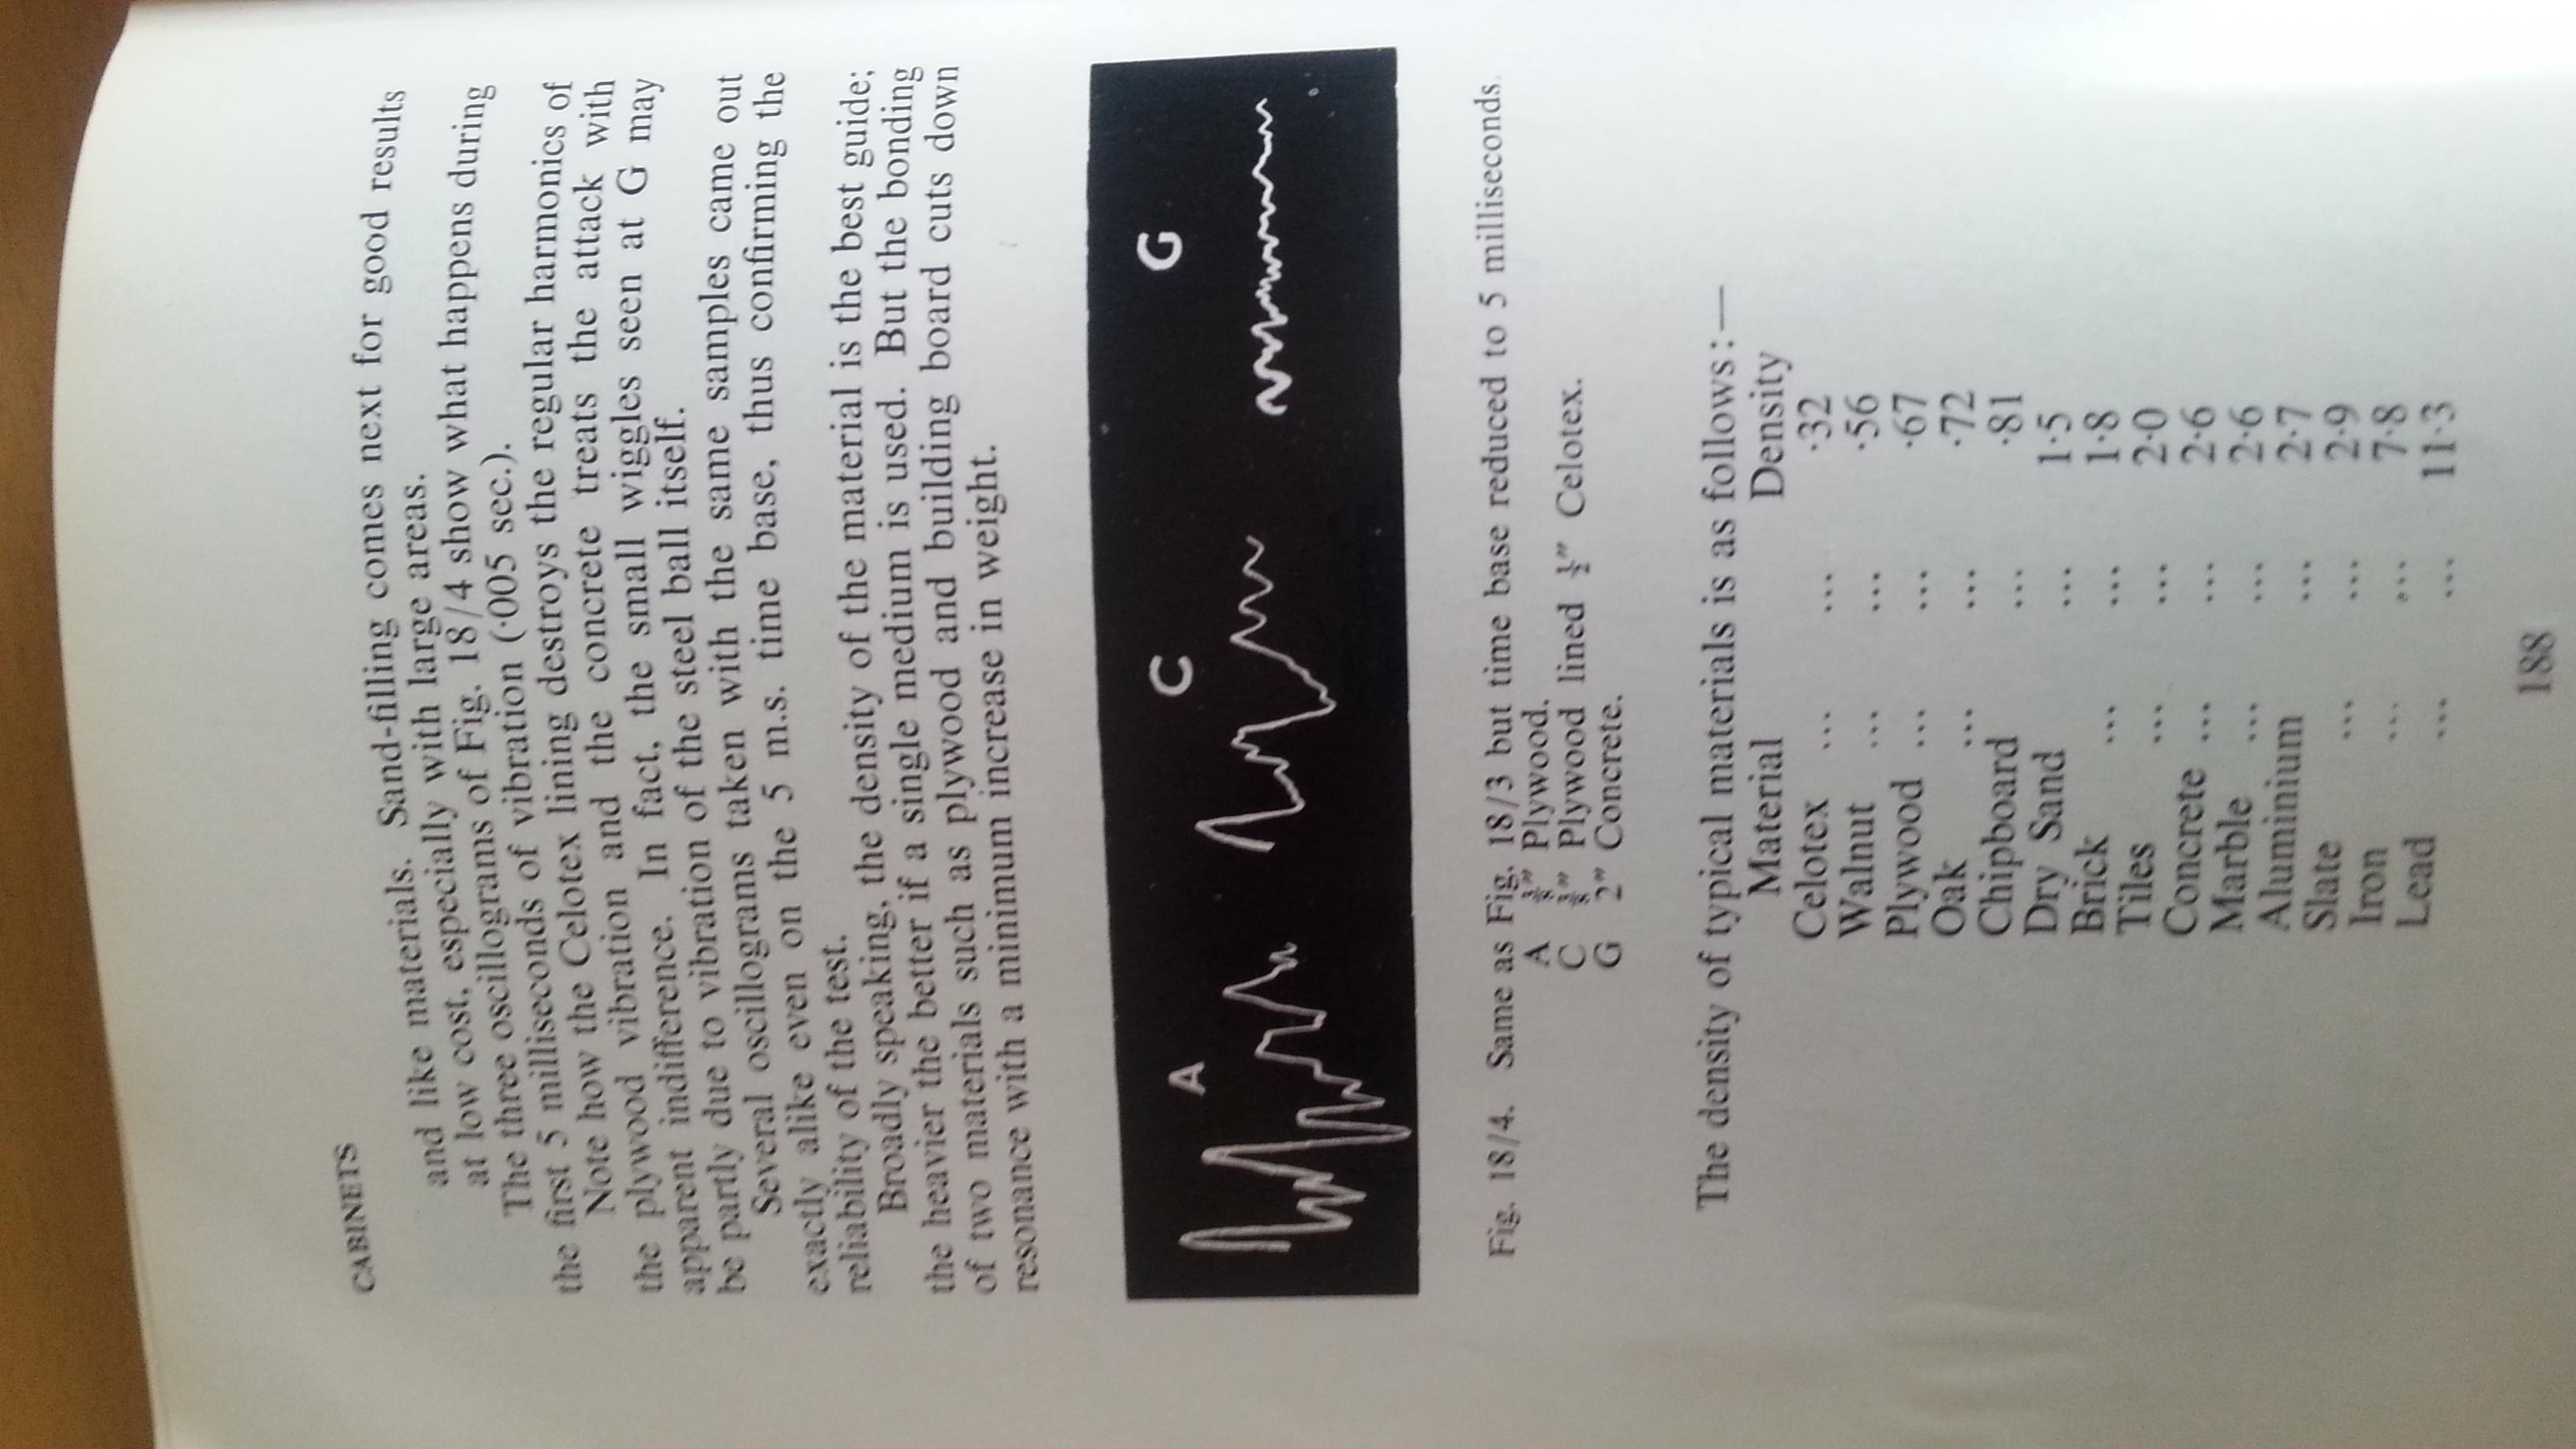 CABINETS
and like materials. Sand-filling comes next for good results
at low cost, especially with large areas.
The three oscillograms of Fig. 18/4 show what happens during
the first 5 milliseconds of vibration (·005 sec.).
Note how the Celotex lining destroys the regular harmonics of
the plywood vibration and the concrete treats the attack with
apparent indifference. In fact, the small wiggles seen at G may
be partly due to vibration of the steel ball itself.
Several oscillograms taken with the same samples came out
exactly alike even on the 5 m.s. time base, thus confirming the
reliability of the test.
Broadly speaking, the density of the material is the best guide;
the heavier the better if a single medium is used. But the bonding
of two materials such as plywood and building board cuts down
resonance with a minimum increase in weight.
A C G
Fig. 18/4. Same as Fig. 18/3 but time base reduced to 5 milliseconds.
A Plywood.
C Plywood lined ½″ Celotex.
G 2″ Concrete.
The density of typical materials is as follows:—
Material Density
Celotex ... ... ·32
Walnut ... ... ·56
Plywood ... ... ·67
Oak ... ... ·72
Chipboard ... ·81
Dry Sand ... 1·5
Brick ... ... 1·8
Tiles ... ... 2·0
Concrete ... ... 2·6
Marble ... ... 2·6
Aluminium ... 2·7
Slate ... ... 2·9
Iron ... ... 7·8
Lead ... ... 11·3
188